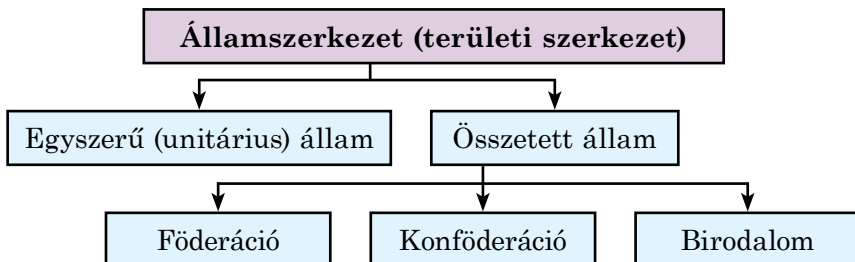 Államszerkezet (területi szerkezet)
Egyszerű (unitárius) állam
Összetett állam
Föderáció
Konföderáció
Birodalom